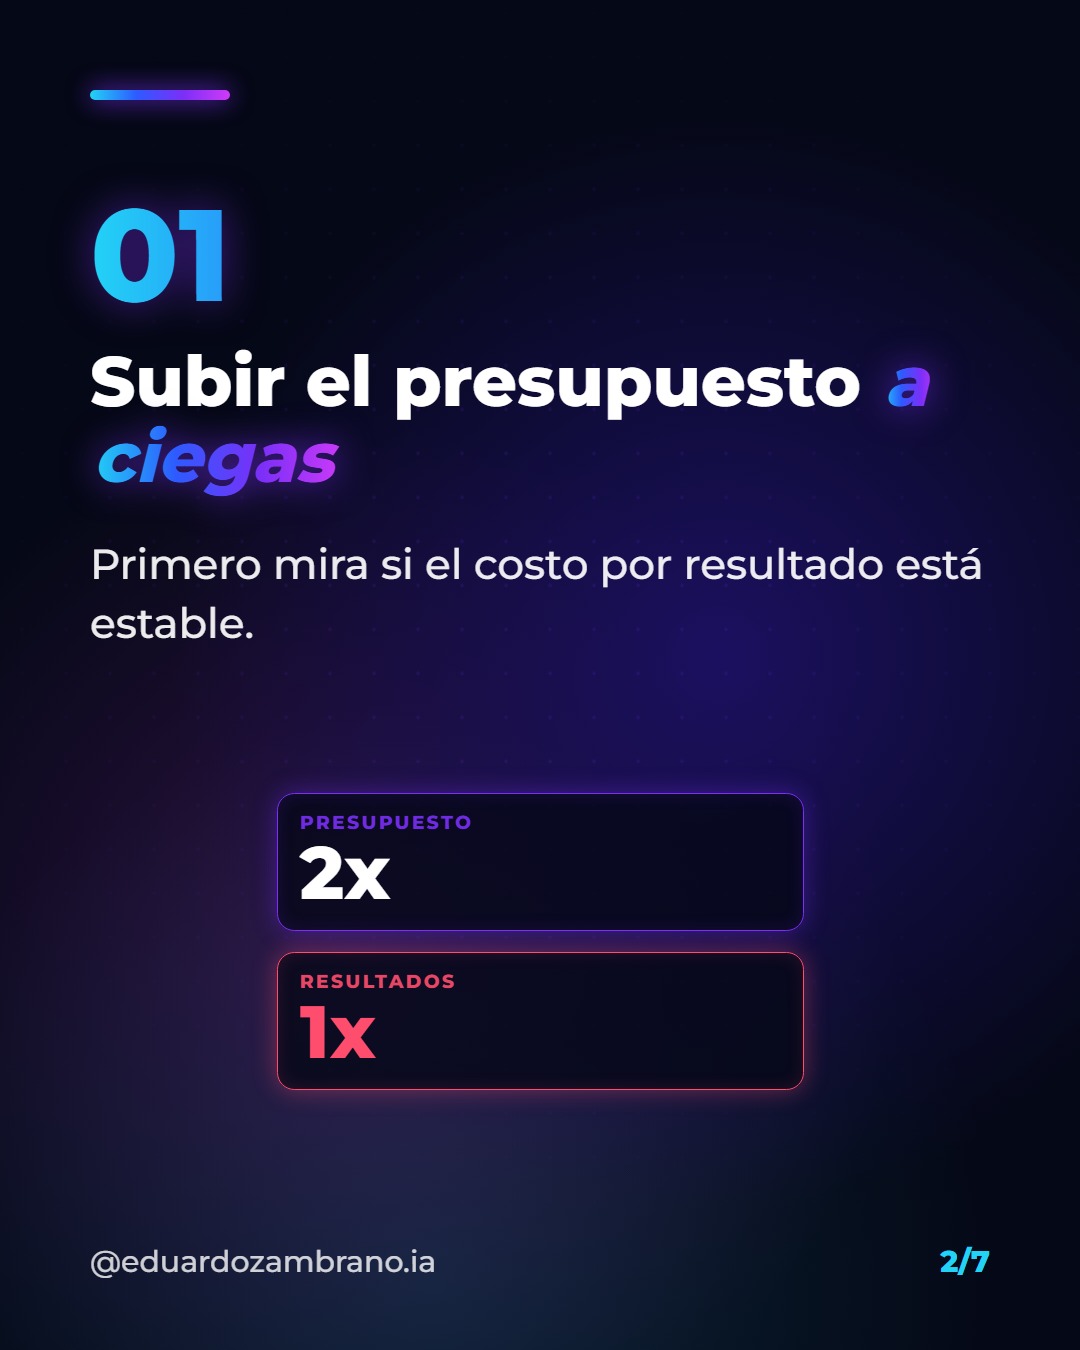 01
Subir el presupuesto a
ciegas
Primero mira si el costo por resultado está
estable.
PRESUPUESTO
2x
RESULTADOS
1x
@eduardozambrano.ia
2/7